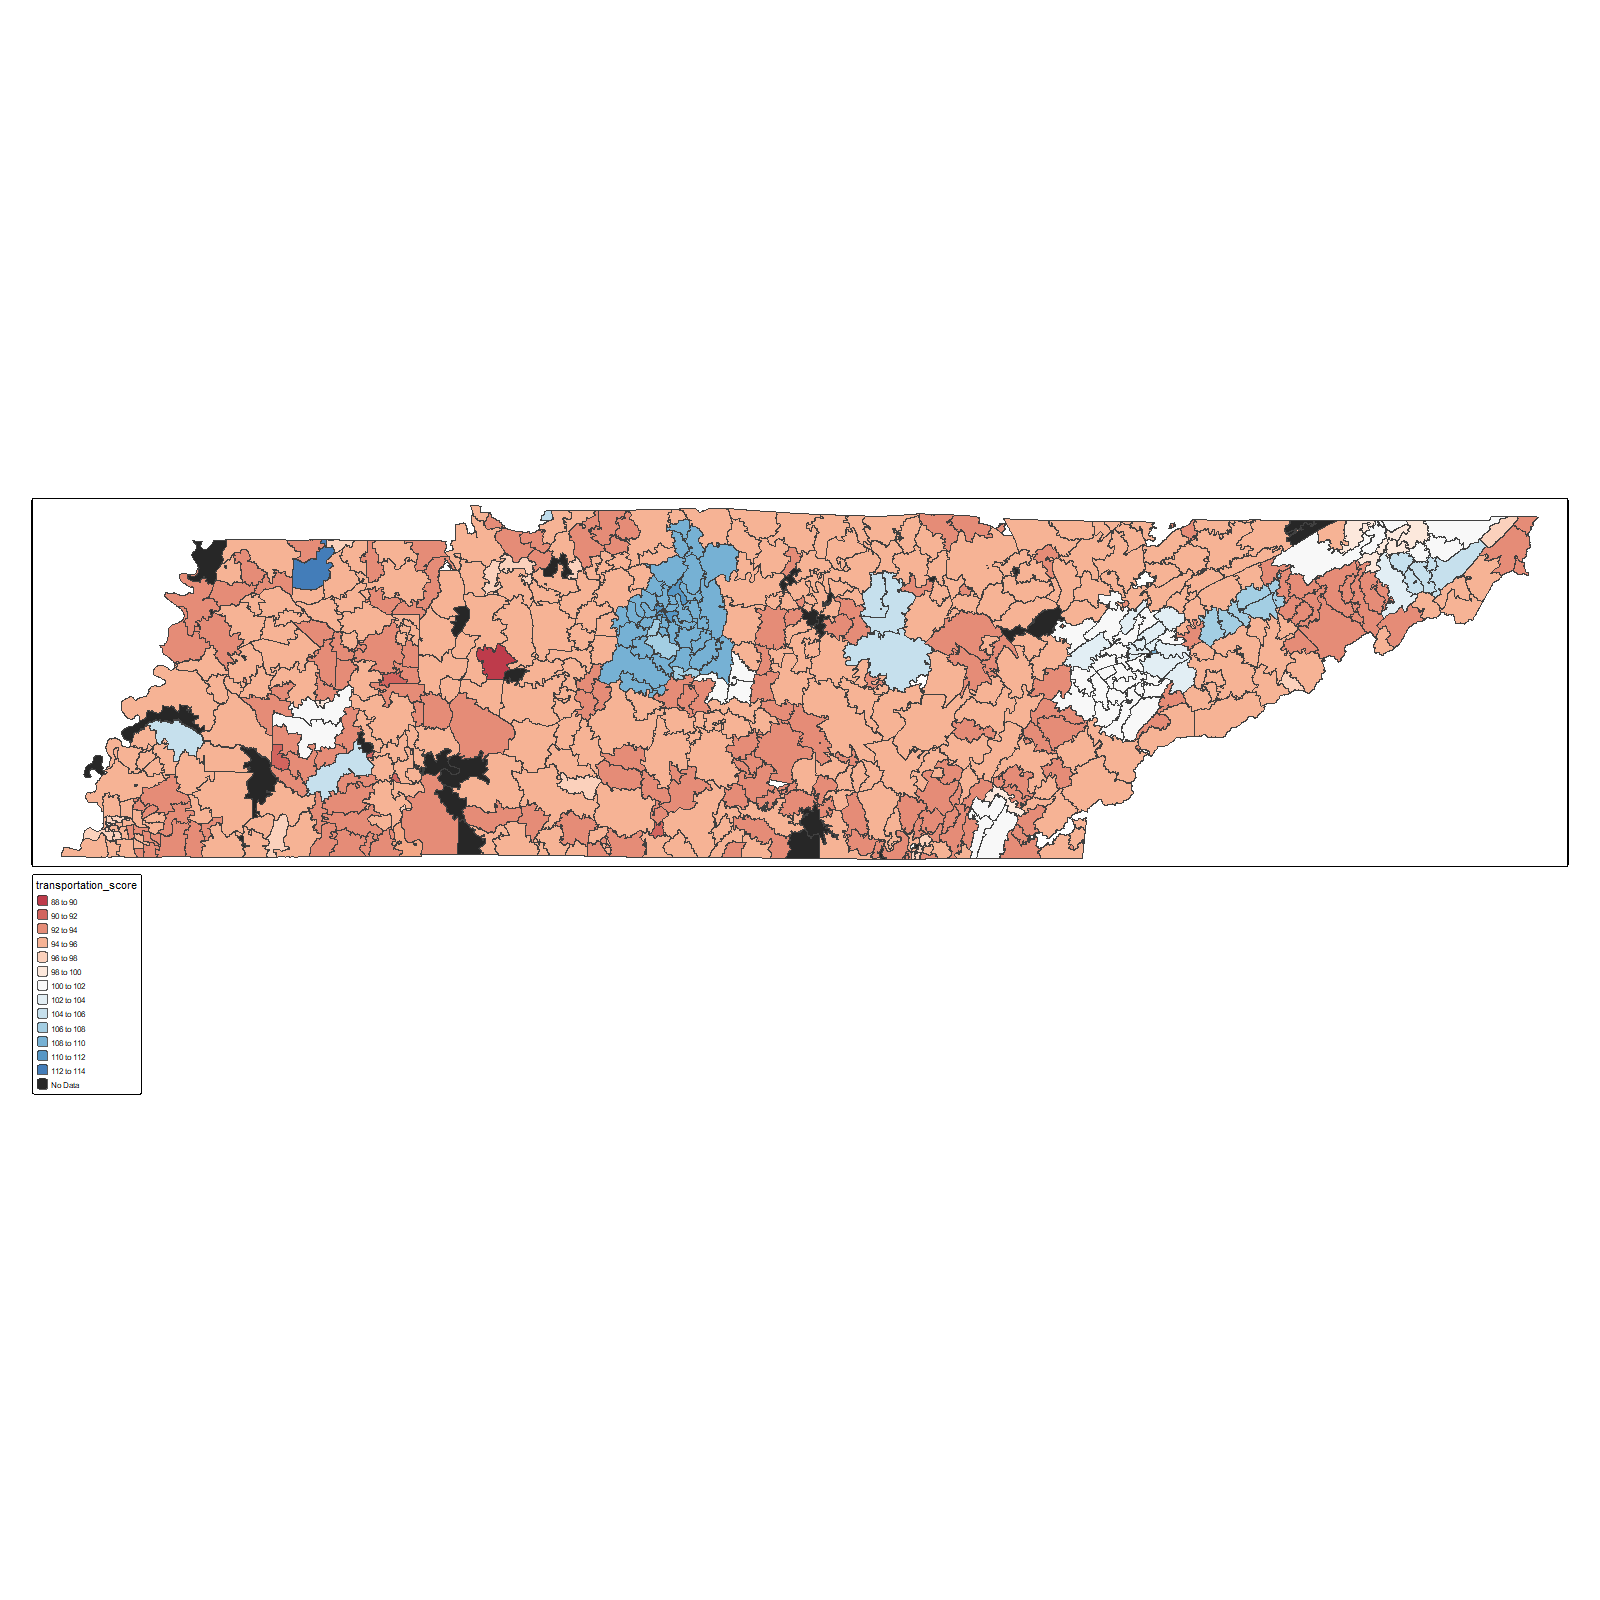 transportation_score
88 to 90
90 to 92
92 to 94
94 to 96
96 to 98
98 to 100
100 to 102
102 to 104
104 to 106
106 to 108
108 to 110
110 to 112
112 to 114
No Data